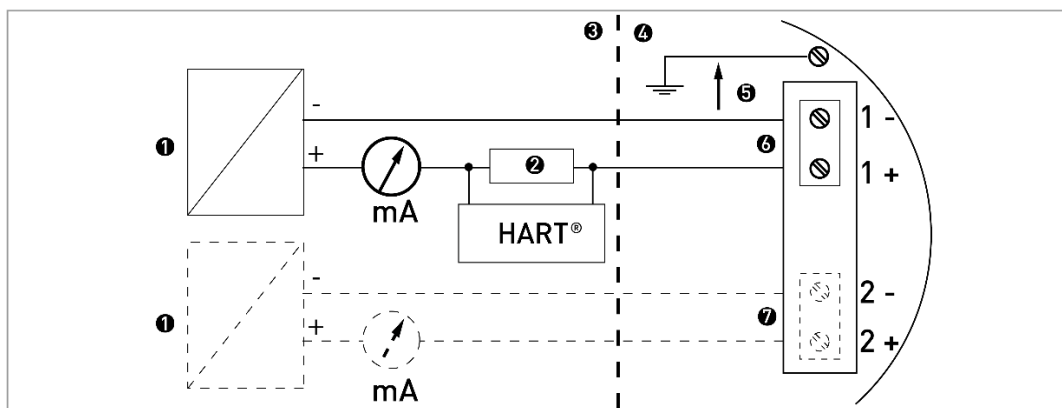 ❸ ❹
❺
❶ - 1 -
❻
+ ❷ 1 +
mA
HART®
❶ - 2 -
❼
+ 2 +
mA